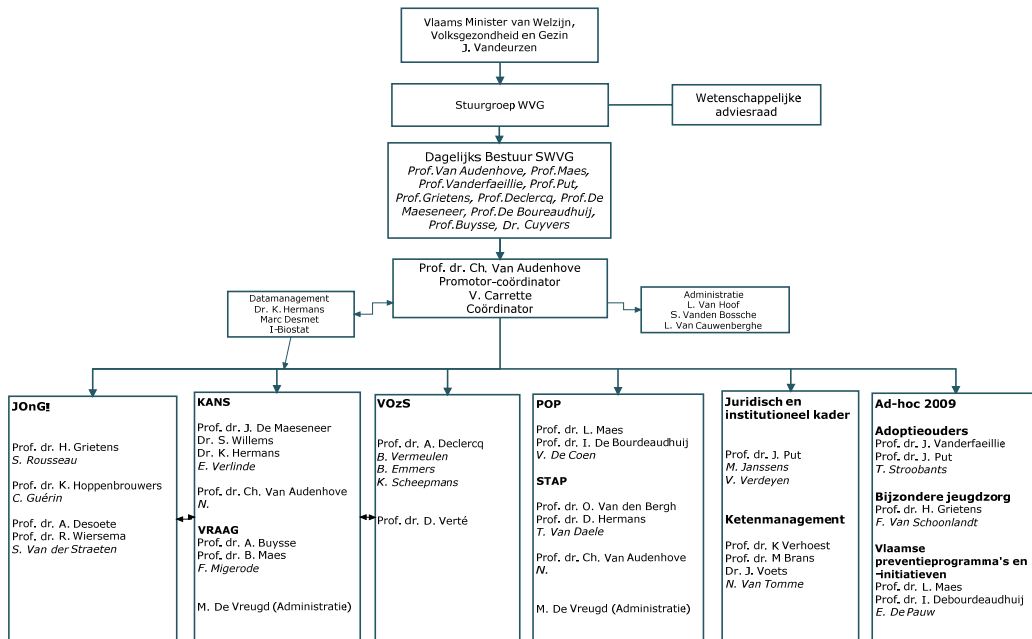 Vlaams Minister van Welzijn,
Volksgezondheid en Gezin
J. Vandeurzen
Stuurgroep WVG
Wetenschappelijke
adviesraad
Dagelijks Bestuur SWVG
Prof.Van Audenhove, Prof.Maes,
Prof.Vanderfaeillie, Prof.Put,
Prof.Grietens, Prof.Declercq, Prof.De
Maeseneer, Prof.De Boureaudhuij,
Prof.Buysse, Dr. Cuyvers
Prof. dr. Ch. Van Audenhove
Promotor-coördinator
V. Carrette
Coördinator
Datamanagement
Dr. K. Hermans
Marc Desmet
I-Biostat
Administratie
L. Van Hoof
S. Vanden Bossche
L. Van Cauwenberghe
JOnG!
Prof. dr. H. Grietens
S. Rousseau
Prof. dr. K. Hoppenbrouwers
C. Guérin
Prof. dr. A. Desoete
Prof. dr. R. Wiersema
S. Van der Straeten
KANS
Prof. dr. J. De Maeseneer
Dr. S. Willems
Dr. K. Hermans
E. Verlinde
Prof. dr. Ch. Van Audenhove
N.
VRAAG
Prof. dr. A. Buysse
Prof. dr. B. Maes
F. Migerode
M. De Vreugd (Administratie)
VOzS
Prof. dr. A. Declercq
B. Vermeulen
B. Emmers
K. Scheepmans
Prof. dr. D. Verté
POP
Prof. dr. L. Maes
Prof. dr. I. De Bourdeaudhuij
V. De Coen
STAP
Prof. dr. O. Van den Bergh
Prof. dr. D. Hermans
T. Van Daele
Prof. dr. Ch. Van Audenhove
N.
M. De Vreugd (Administratie)
Juridisch en
institutioneel kader
Prof. dr. J. Put
M. Janssens
V. Verdeyen
Ketenmanagement
Prof. dr. K Verhoest
Prof. dr. M Brans
Dr. J. Voets
N. Van Tomme
Ad-hoc 2009
Adoptieouders
Prof. dr. J. Vanderfaeillie
Prof. dr. J. Put
T. Stroobants
Bijzondere jeugdzorg
Prof. dr. H. Grietens
F. Van Schoonlandt
Vlaamse
preventieprogramma's en
-initiatieven
Prof. dr. L. Maes
Prof. dr. I. Debourdeaudhuij
E. De Pauw